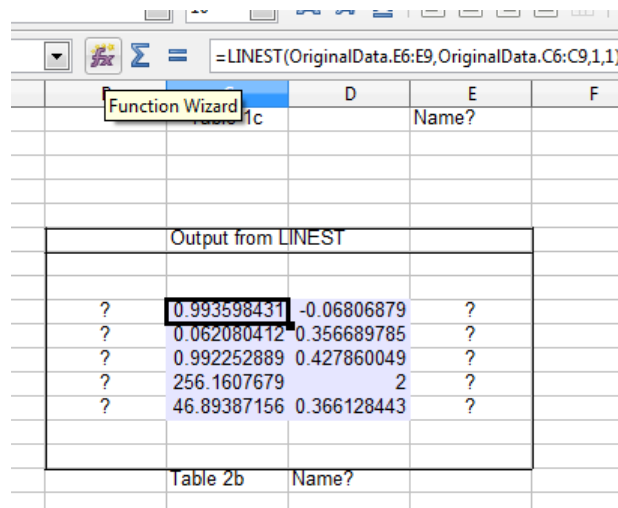 =LINEST(OriginalData.E6:E9,OriginalData.C6:C9,1,1)
D E F
Function Wizard
1c Name?
Output from LINEST
? 0.993598431 -0.06806879 ?
? 0.062080412 0.356689785 ?
? 0.992252889 0.427860049 ?
? 256.1607679 2 ?
? 46.89387156 0.366128443 ?
Table 2b Name?